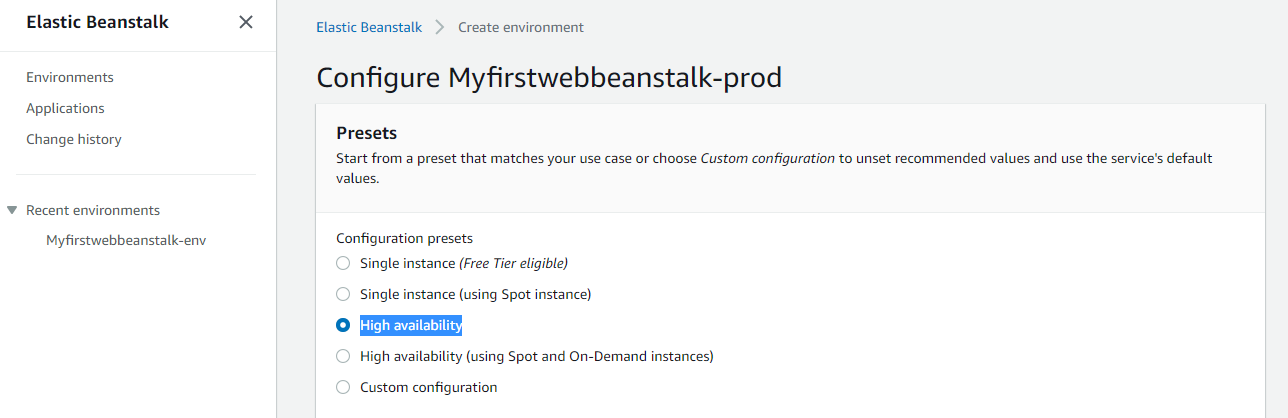 Elastic Beanstalk
Environments
Applications
Change history
Recent environments
Myfirstwebbeanstalk-env
Elastic Beanstalk > Create environment
Configure Myfirstwebbeanstalk-prod
Presets
Start from a preset that matches your use case or choose Custom configuration to unset recommended values and use the service's default
values.
Configuration presets
Single instance (Free Tier eligible)
Single instance (using Spot instance)
High availability
High availability (using Spot and On-Demand instances)
Custom configuration